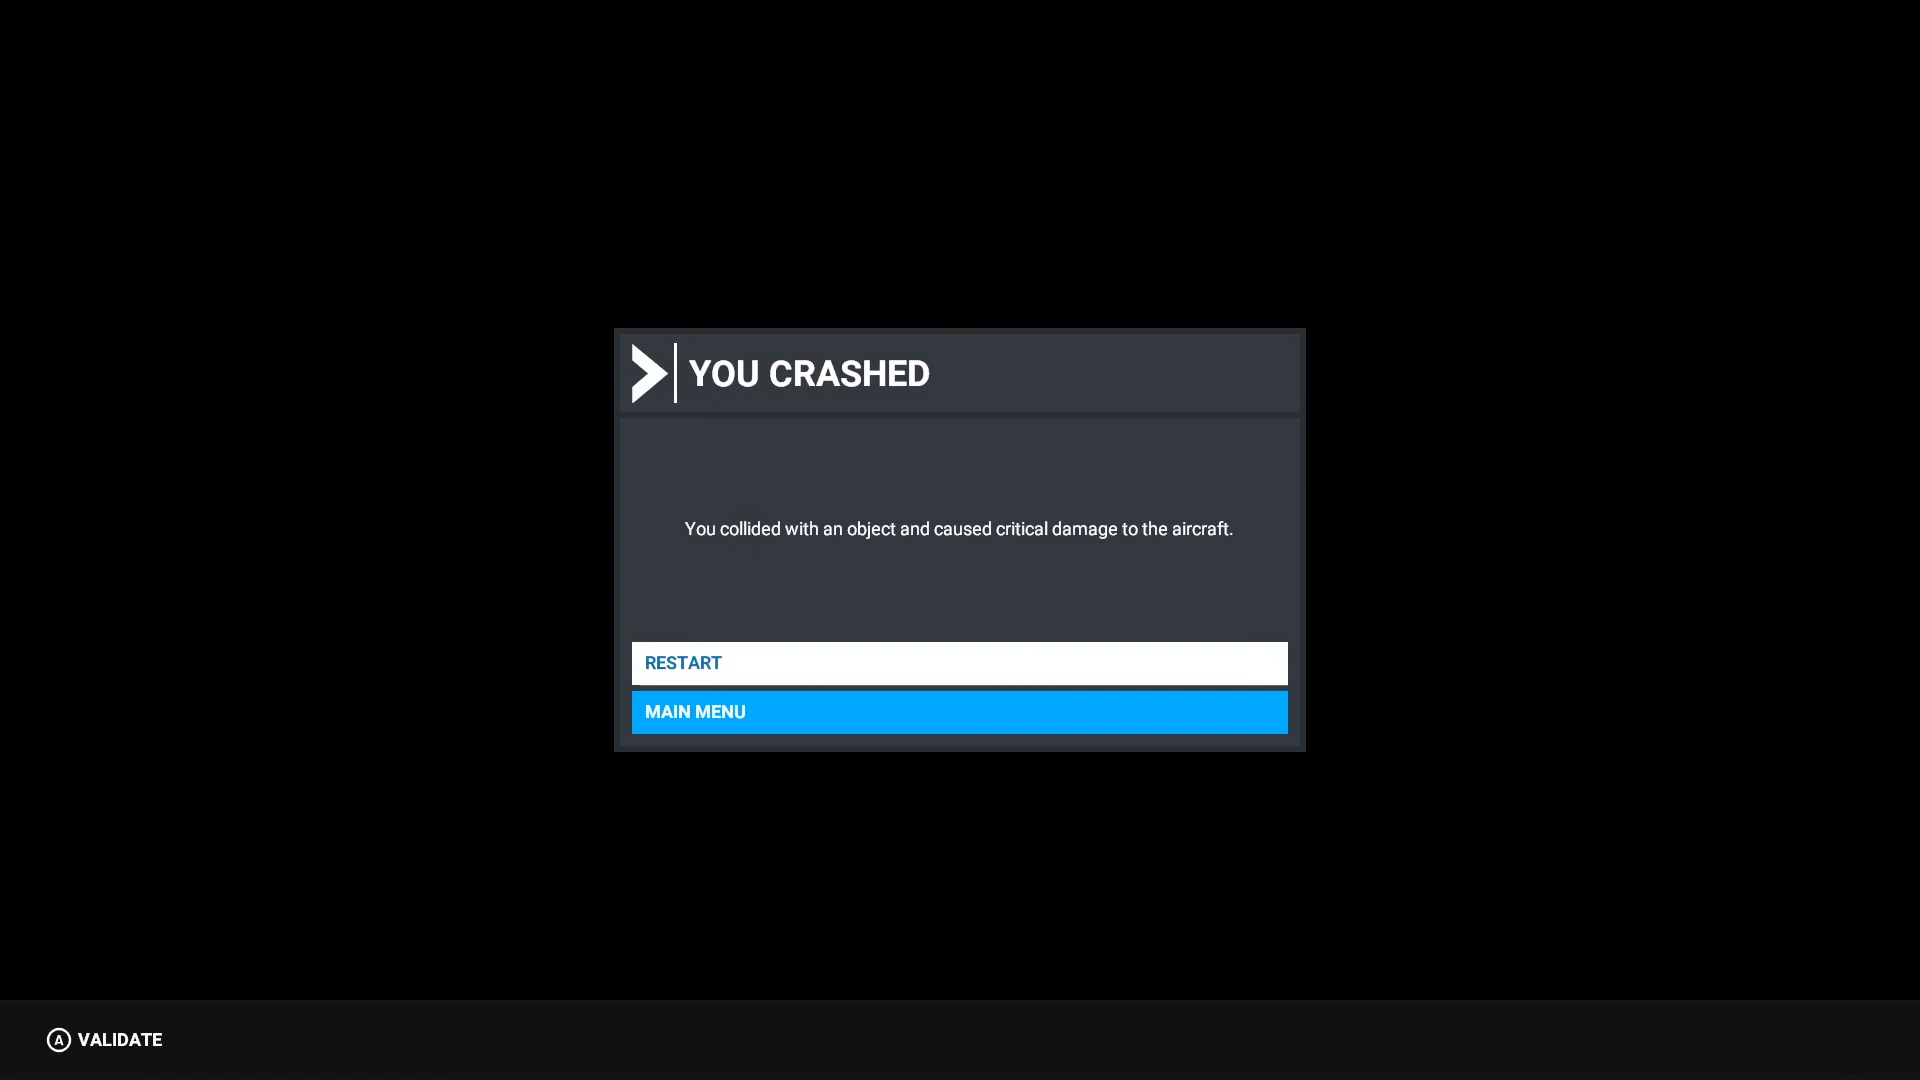 YOU CRASHED
You collided with an object and caused critical damage to the aircraft.
RESTART
MAIN MENU
A VALIDATE